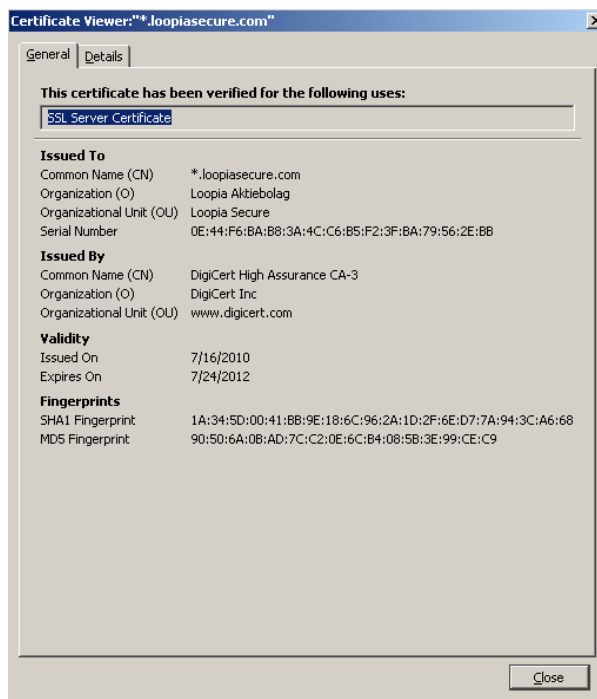 Certificate Viewer:"*.loopiasecure.com"
General Details
This certificate has been verified for the following uses:
SSL Server Certificate
Issued To
Common Name (CN) *.loopiasecure.com
Organization (O) Loopia Aktiebolag
Organizational Unit (OU) Loopia Secure
Serial Number 0E:44:F6:BA:B8:3A:4C:C6:B5:F2:3F:BA:79:56:2E:BB
Issued By
Common Name (CN) DigiCert High Assurance CA-3
Organization (O) DigiCert Inc
Organizational Unit (OU) www.digicert.com
Validity
Issued On 7/16/2010
Expires On 7/24/2012
Fingerprints
SHA1 Fingerprint 1A:34:5D:00:41:BB:9E:18:6C:96:2A:1D:2F:6E:D7:7A:94:3C:A6:68
MD5 Fingerprint 90:50:6A:0B:AD:7C:C2:0E:6C:B4:08:5B:3E:99:CE:C9
Close